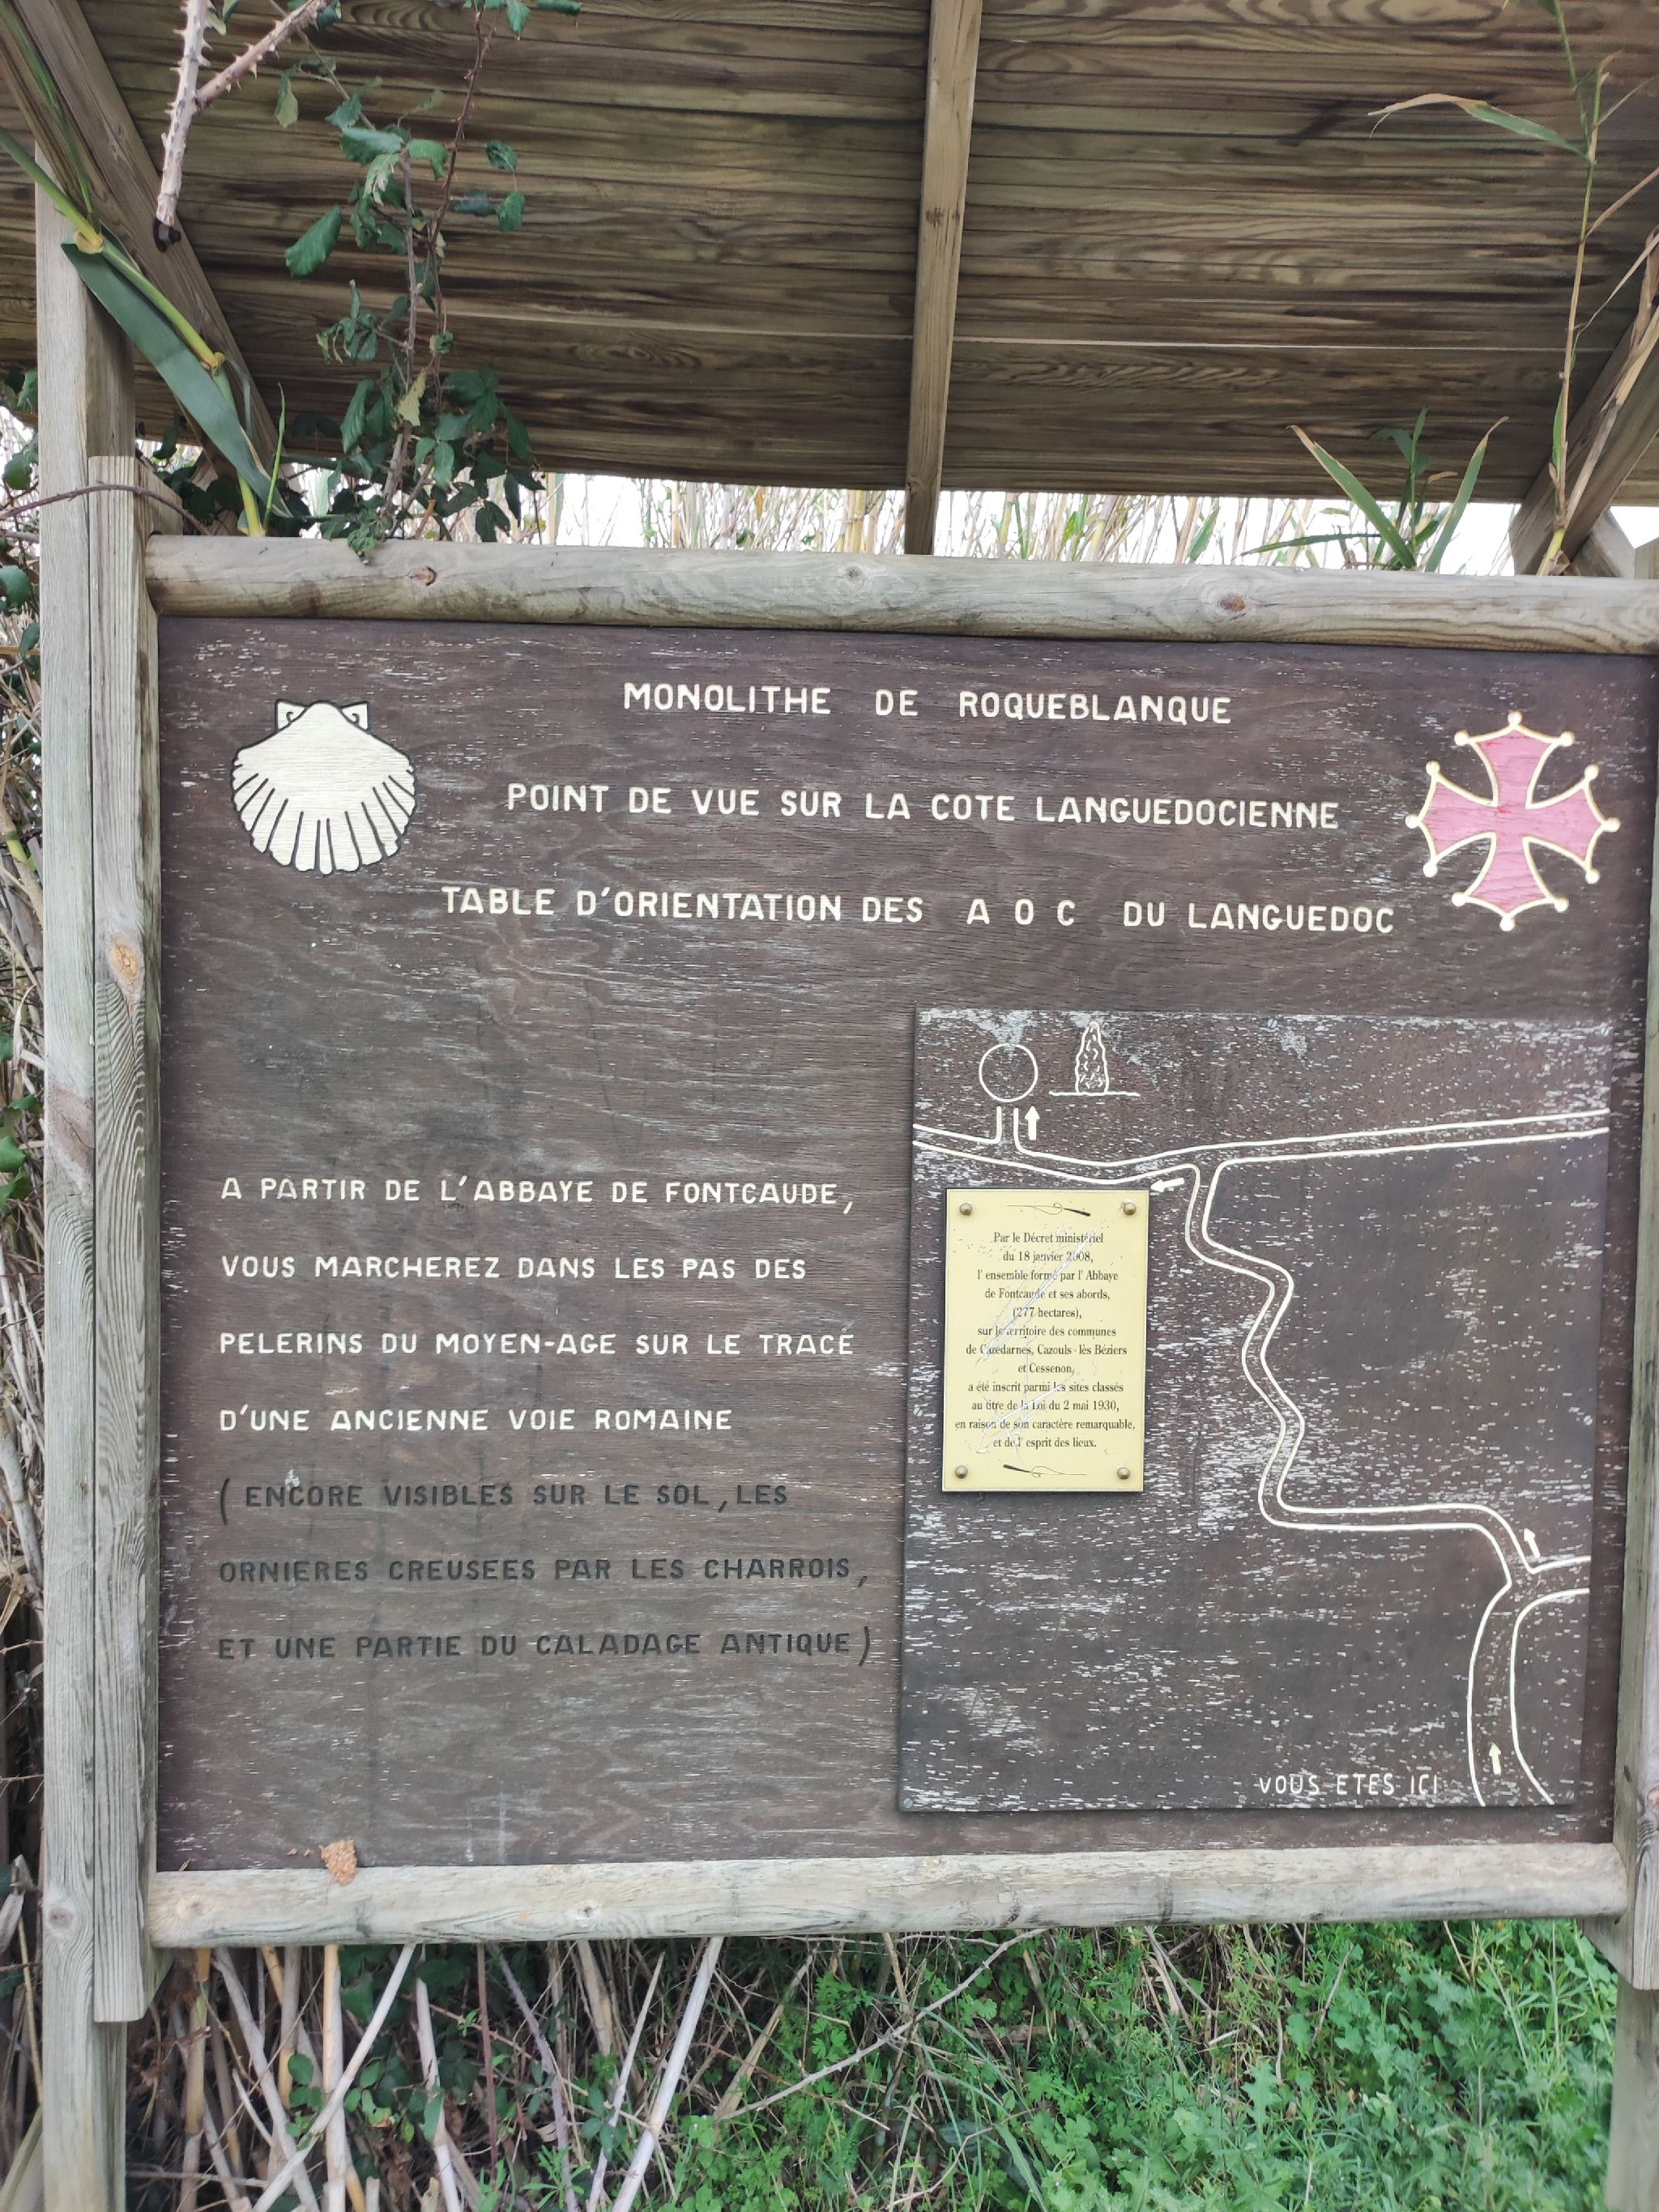 MONOLITHE DE ROQUEBLANQUE
POINT DE VUE SUR LA COTE LANGUEDOCIENNE
TABLE D'ORIENTATION DES A O C DU LANGUEDOC
A PARTIR DE L'ABBAYE DE FONTCAUDE,
VOUS MARCHEREZ DANS LES PAS DES
PELERINS DU MOYEN-AGE SUR LE TRACE
D'UNE ANCIENNE VOIE ROMAINE
(ENCORE VISIBLES SUR LE SOL, LES
ORNIERES CREUSEES PAR LES CHARROIS,
ET UNE PARTIE DU CALADAGE ANTIQUE)
Par le Décret ministériel
du 18 janvier 2008,
l' ensemble formé par l' Abbaye
de Fontcaude et ses abords,
(277 hectares),
sur le territoire des communes
de Cazedarnes, Cazouls - lès Béziers
et Cessenon,
a été inscrit parmi les sites classés
au titre de la Loi du 2 mai 1930,
en raison de son caractère remarquable,
et de l' esprit des lieux.
VOUS ETES ICI